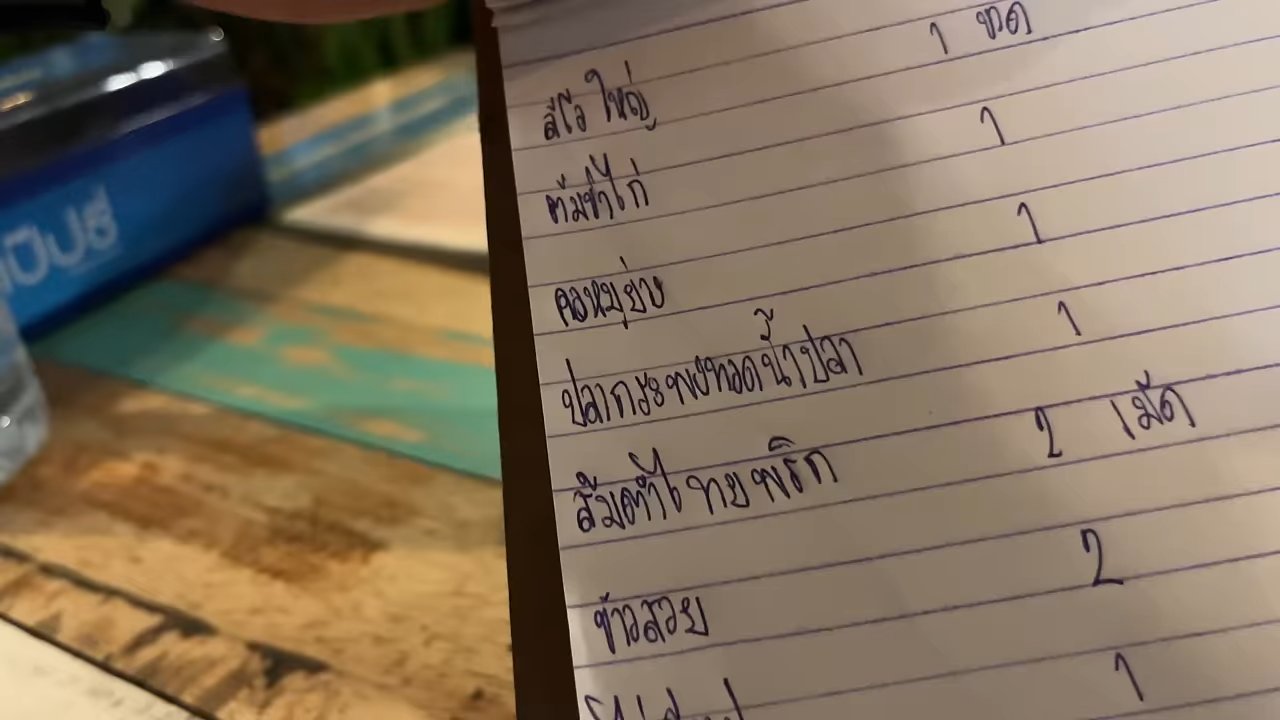 ลีโอ ใหญ่ 1 ขวด
ต้มข่าไก่ 1
คอหมูย่าง 1
ปลากระพงทอดน้ำปลา 1
ส้มตำไทยพริก 2 เม็ด
ข้าวสวย 2
1